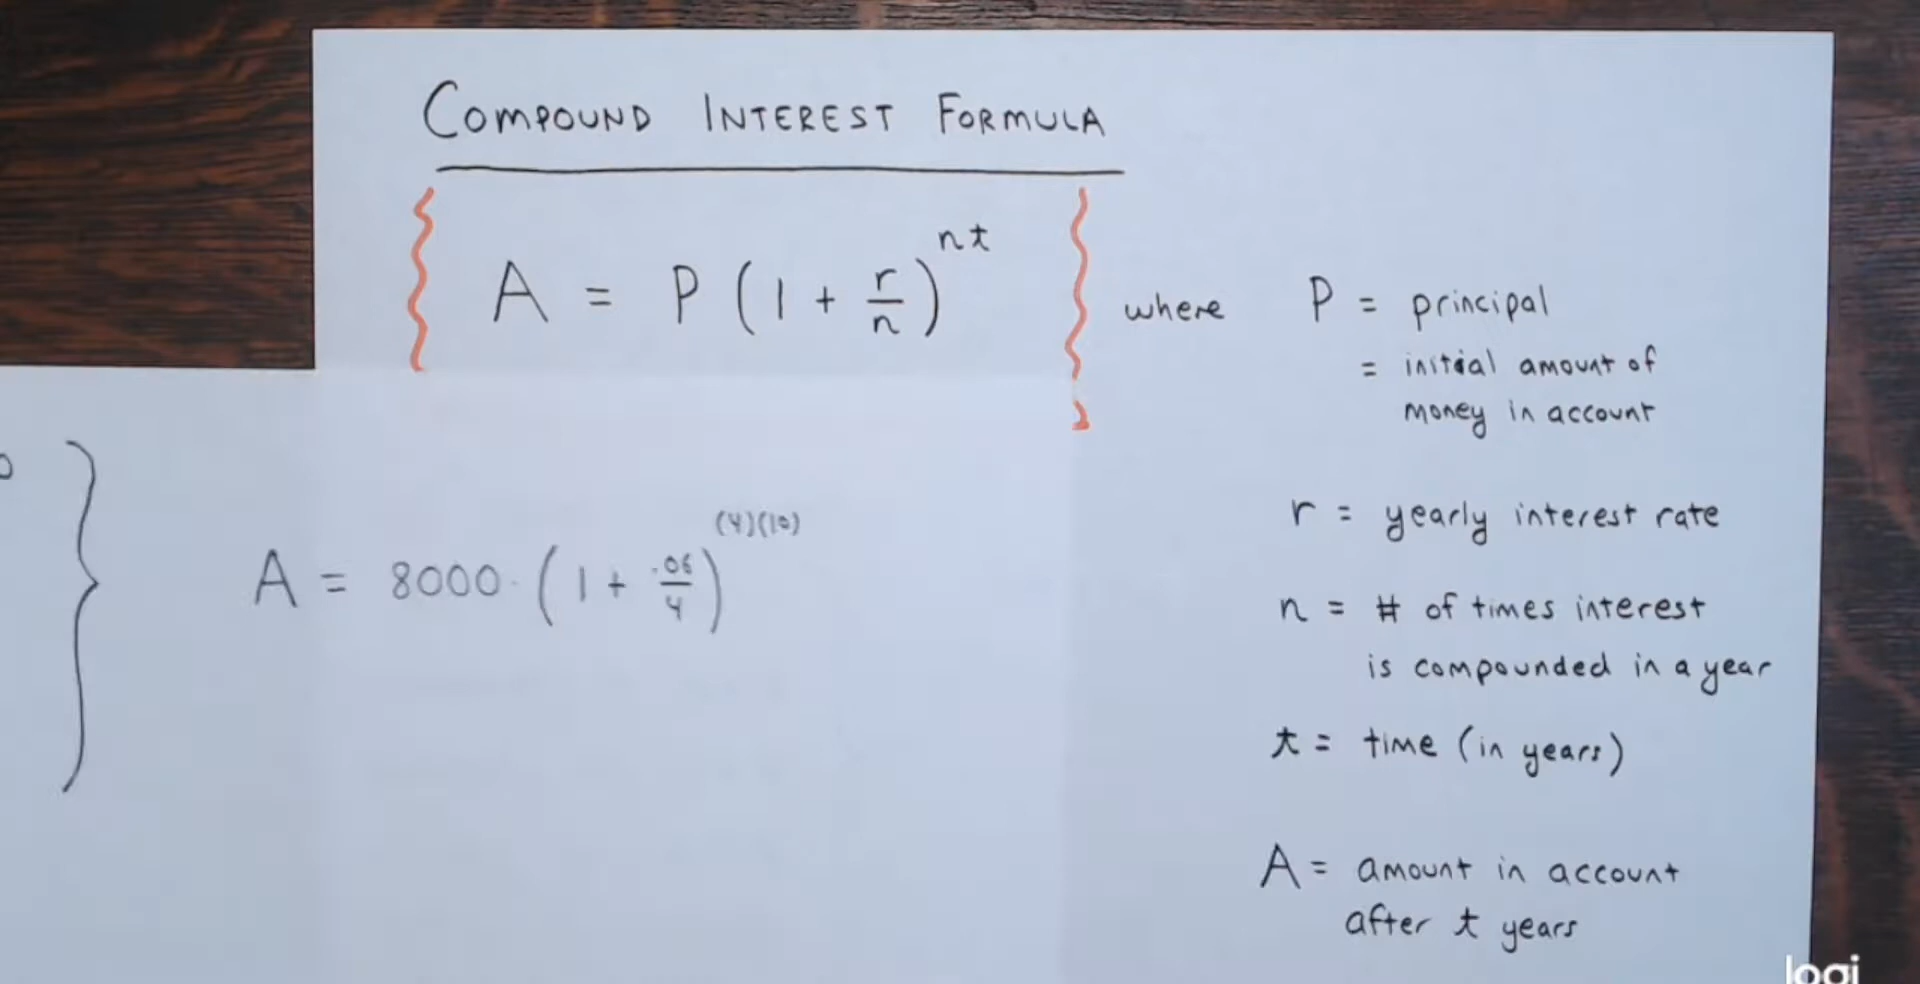 COMPOUND INTEREST FORMULA
A = P (1 + r/n)^nt
where P = principal
= initial amount of
money in account
r = yearly interest rate
n = # of times interest
is compounded in a year
t = time (in years)
A = amount in account
after t years
A = 8000 · (1 + .06/4)^(4)(10)
logi